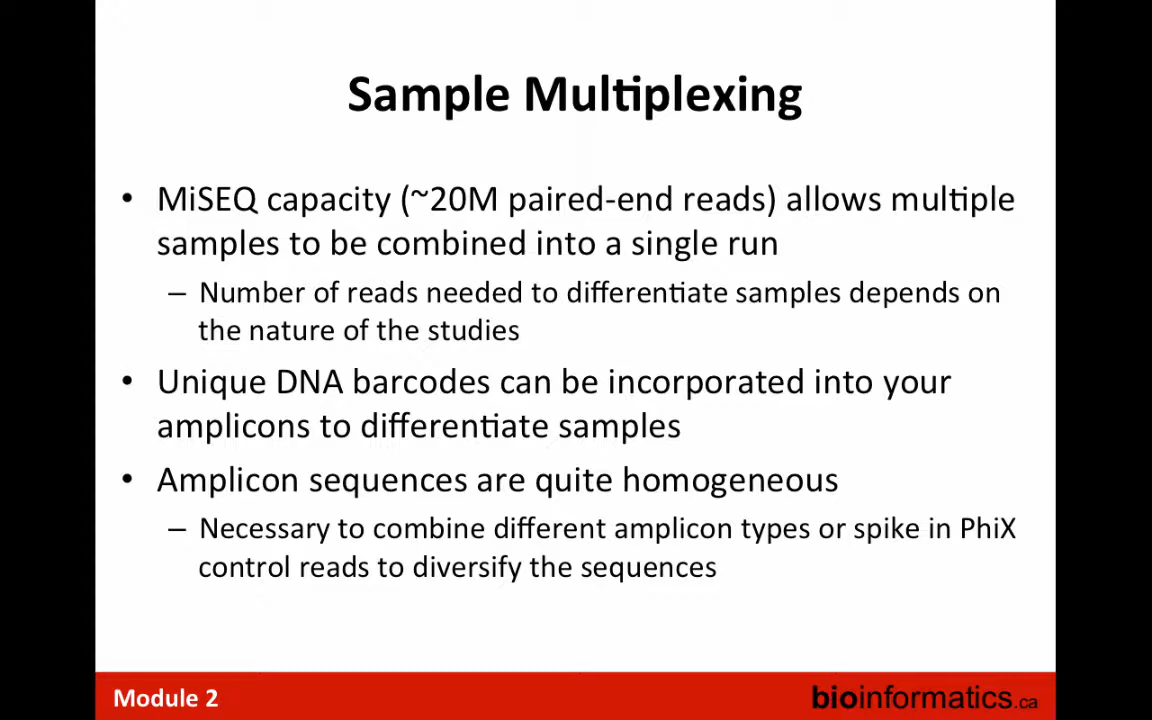 Sample Multiplexing
• MiSEQ capacity (~20M paired-end reads) allows multiple
samples to be combined into a single run
– Number of reads needed to differentiate samples depends on
the nature of the studies
• Unique DNA barcodes can be incorporated into your
amplicons to differentiate samples
• Amplicon sequences are quite homogeneous
– Necessary to combine different amplicon types or spike in PhiX
control reads to diversify the sequences
Module 2
bioinformatics.ca